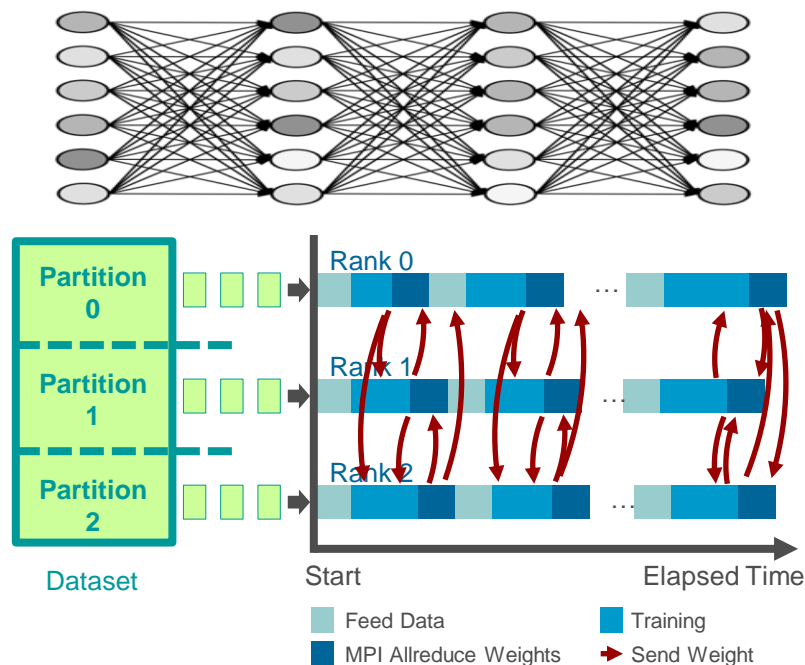 Rank 0
Partition
0
...
Rank 1
Partition
1
...
Rank 2
Partition
2
...
Dataset
Start
Elapsed Time
Feed Data
Training
MPI Allreduce Weights
Send Weight